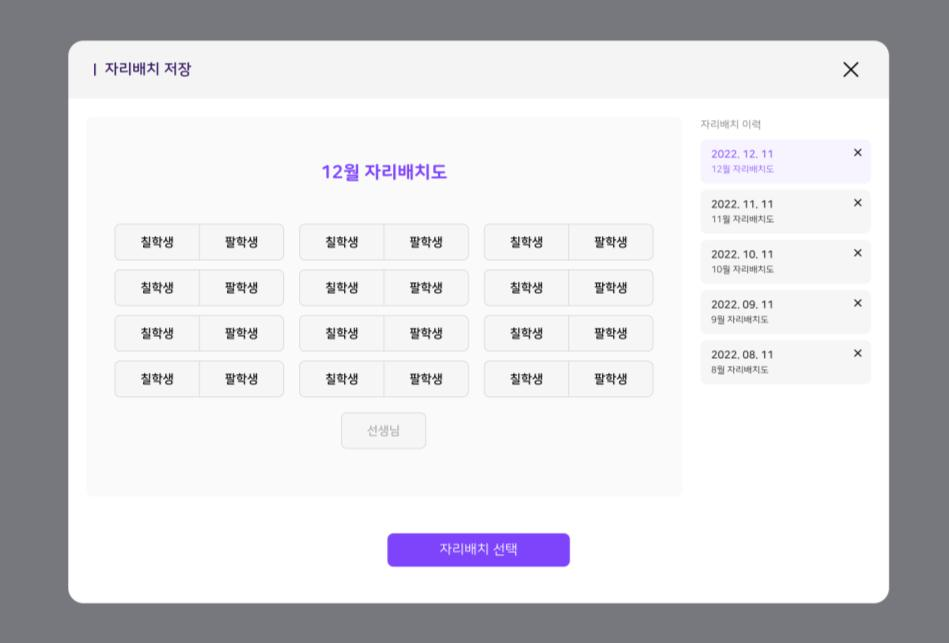 자리배치 저장
12월 자리배치도
칠학생 팔학생 칠학생 팔학생 칠학생 팔학생
칠학생 팔학생 칠학생 팔학생 칠학생 팔학생
칠학생 팔학생 칠학생 팔학생 칠학생 팔학생
칠학생 팔학생 칠학생 팔학생 칠학생 팔학생
선생님
자리배치 이력
2022. 12. 11
12월 자리배치도
2022. 11. 11
11월 자리배치도
2022. 10. 11
10월 자리배치도
2022. 09. 11
9월 자리배치도
2022. 08. 11
8월 자리배치도
자리배치 선택